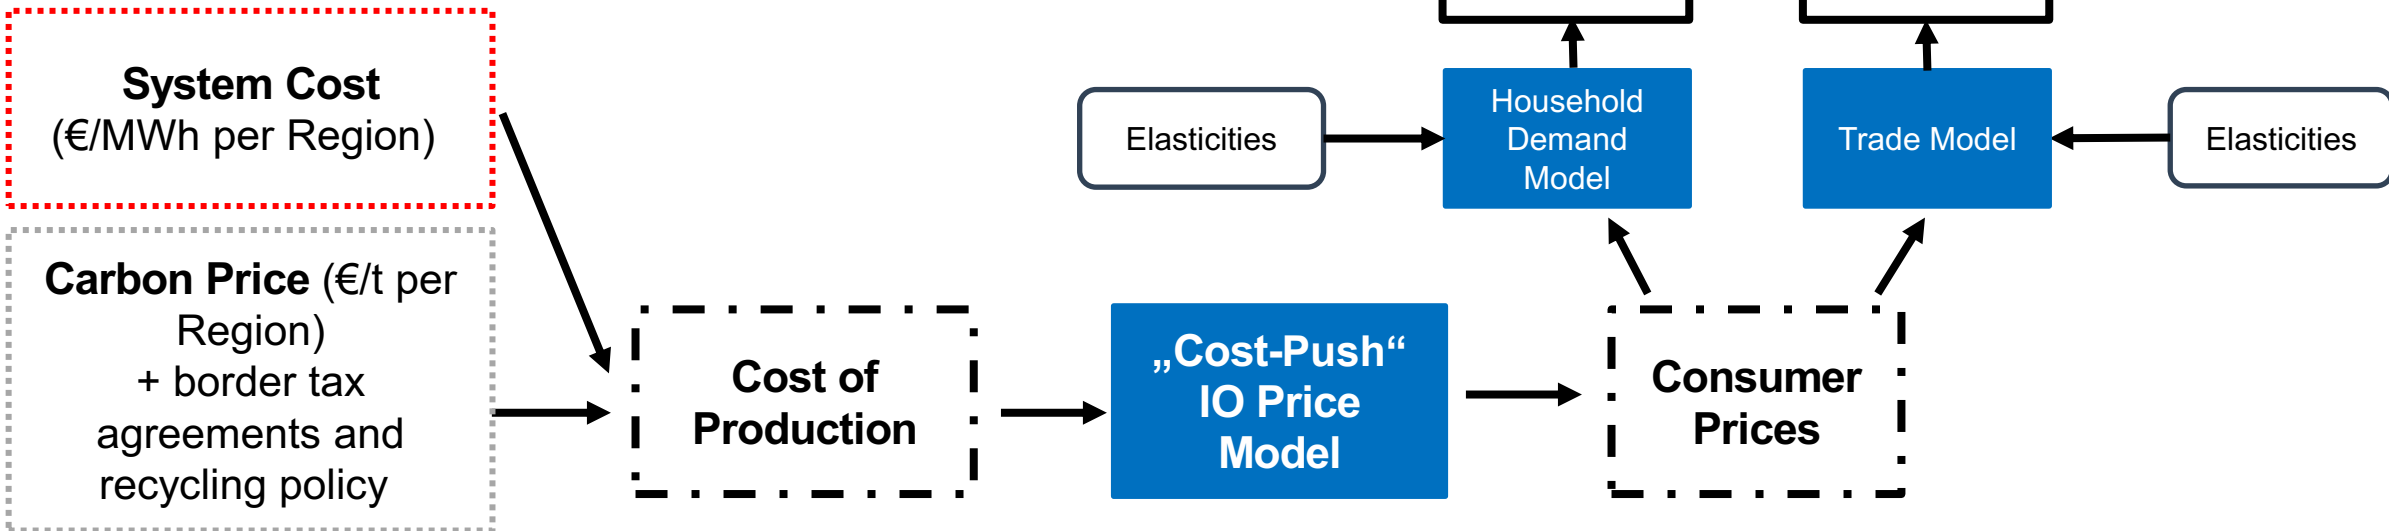 System Cost
(€/MWh per Region)
Carbon Price (€/t per
Region)
+ border tax
agreements and
recycling policy
Cost of
Production
„Cost-Push“
IO Price
Model
Consumer
Prices
Elasticities
Household
Demand
Model
Trade Model
Elasticities